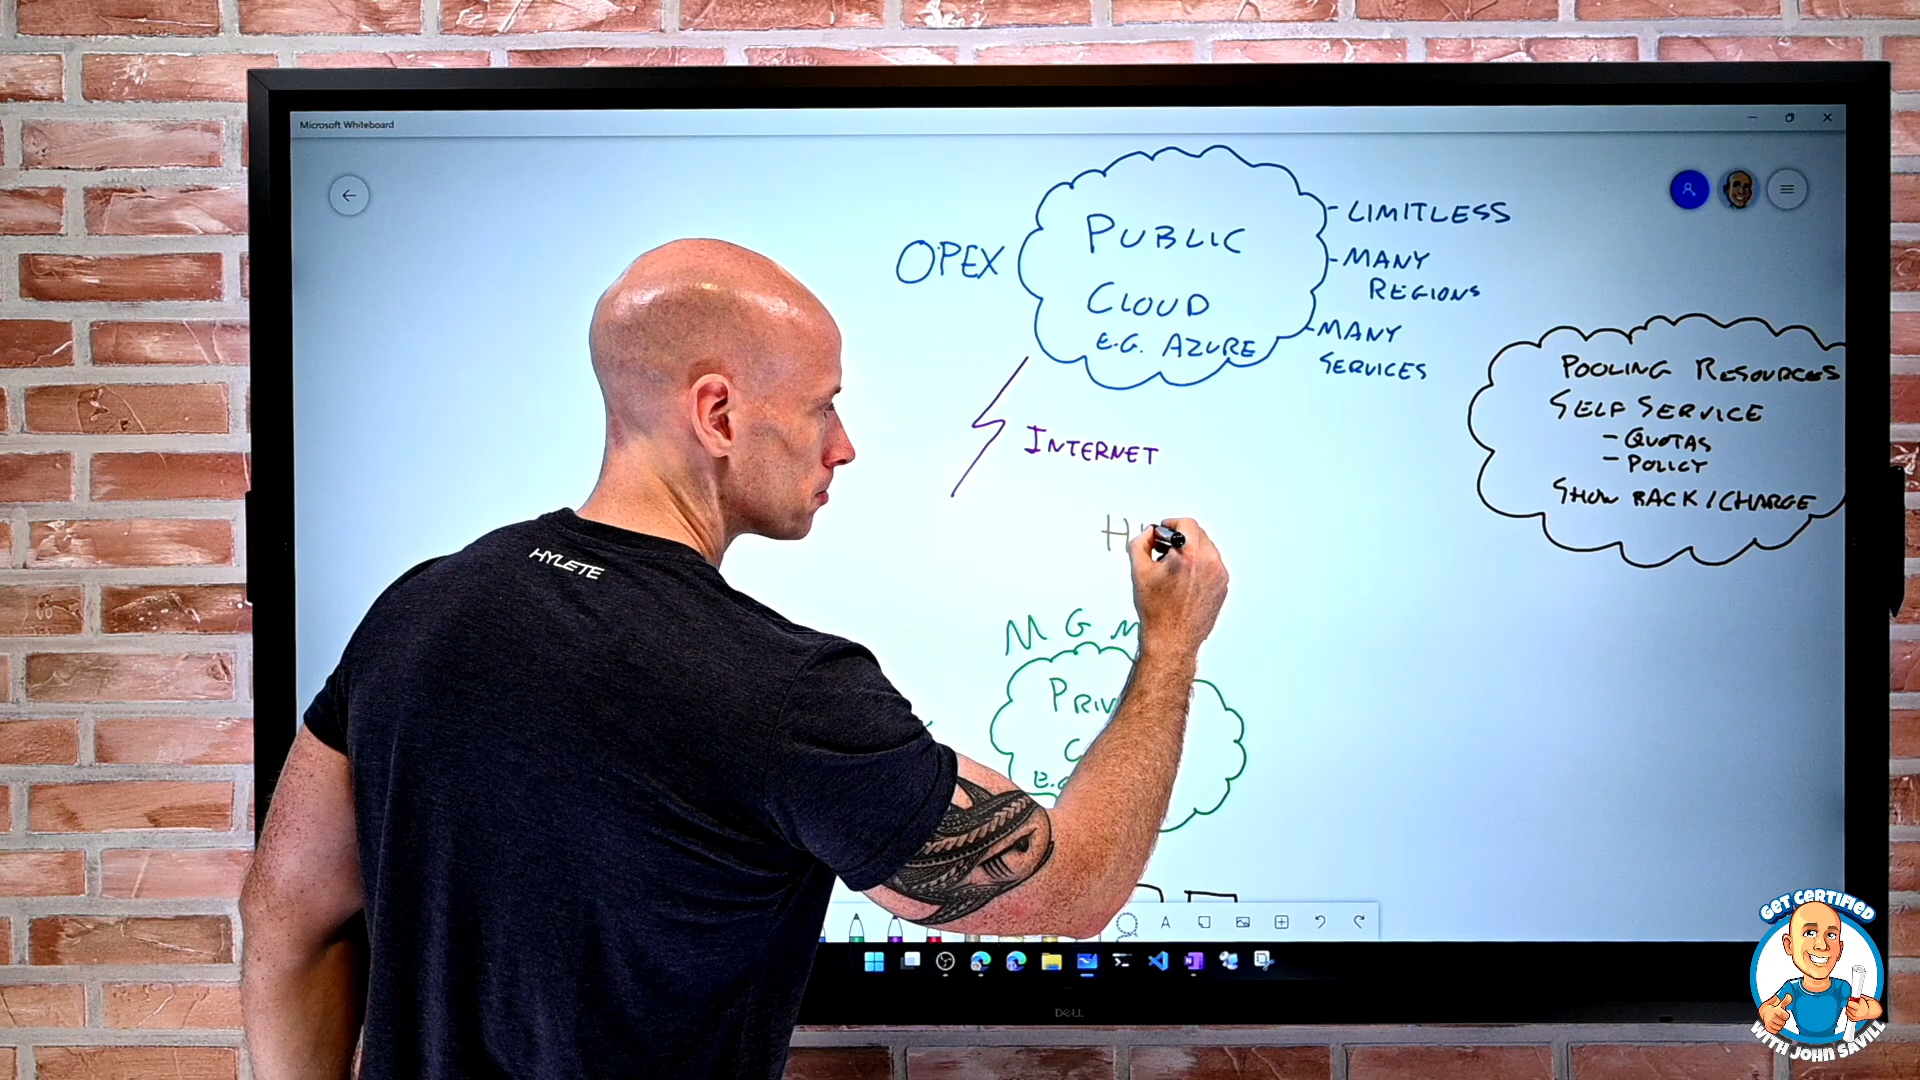 Microsoft Whiteboard
OPEX
PUBLIC
CLOUD
E.G. AZURE
- LIMITLESS
- MANY
REGIONS
- MANY
SERVICES
INTERNET
POOLING RESOURCES
SELF SERVICE
- QUOTAS
- POLICY
SHOW BACK/CHARGE
HYLETE
DELL
GET CERTIFIED
WITH JOHN SAVILL